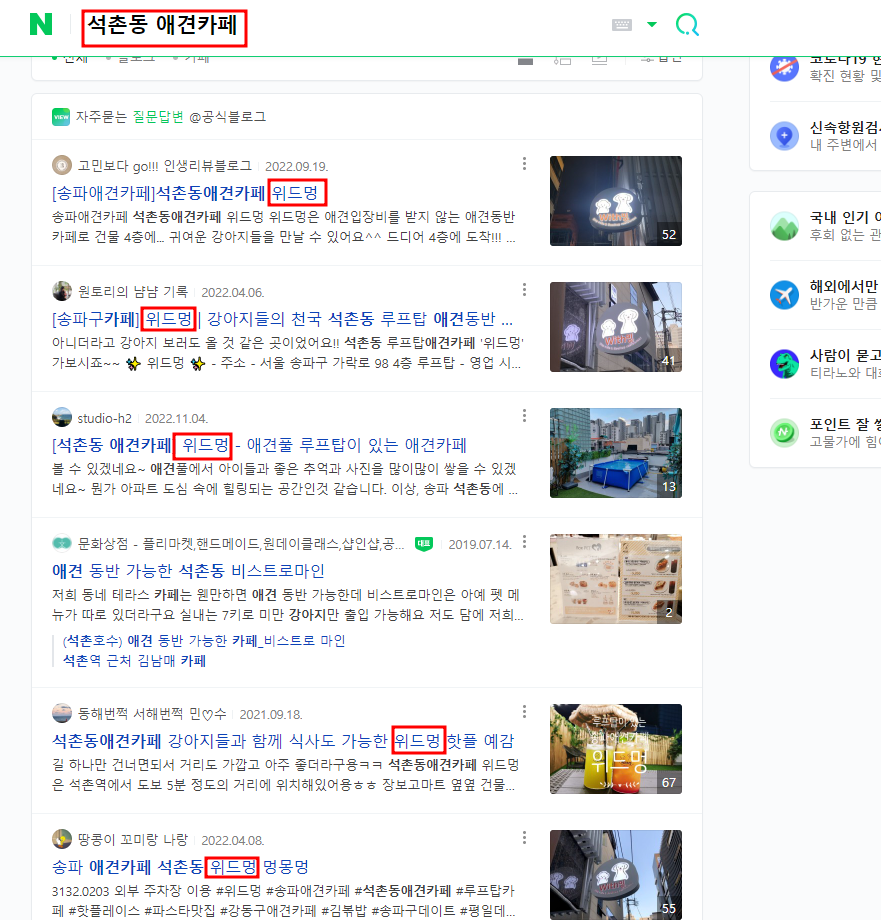 N
석촌동 애견카페
전체 블로그 카페
VIEW 자주묻는 질문답변 @공식블로그
고민보다 go!!! 인생리뷰블로그 2022.09.19.
[송파애견카페]석촌동애견카페 위드멍
송파애견카페 석촌동애견카페 위드멍 위드멍은 애견입장비를 받지 않는 애견동반
카페로 건물 4층에… 귀여운 강아지들을 만날 수 있어요^^ 드디어 4층에 도착!!! ...
52
원토리의 냠냠 기록 2022.04.06.
[송파구카페] 위드멍 | 강아지들의 천국 석촌동 루프탑 애견동반 ...
아니더라고 강아지 보러도 올 것 같은 곳이었어요!! 석촌동 루프탑애견카페 '위드멍'
가보시죠~~ ✨ 위드멍 ✨ - 주소 - 서울 송파구 가락로 98 4층 루프탑 - 영업 시...
41
studio-h2 2022.11.04.
[석촌동 애견카페 위드멍 - 애견풀 루프탑이 있는 애견카페
볼 수 있겠네요~ 애견풀에서 아이들과 좋은 추억과 사진을 많이많이 쌓을 수 있겠
네요~ 뭔가 아파트 도심 속에 힐링되는 공간인것 같습니다. 이상, 송파 석촌동에 ...
13
문화상점 - 플리마켓,핸드메이드,원데이클래스,샵인샵,공... 대표 2019.07.14.
애견 동반 가능한 석촌동 비스트로마인
저희 동네 테라스 카페는 웬만하면 애견 동반 가능한데 비스트로마인은 아예 펫 메
뉴가 따로 있더라구요 실내는 7키로 미만 강아지만 출입 가능해요 저도 담에 저희...
2
(석촌호수) 애견 동반 가능한 카페_비스트로 마인
석촌역 근처 김남매 카페
동해번쩍 서해번쩍 민♡수 2021.09.18.
석촌동애견카페 강아지들과 함께 식사도 가능한 위드멍 핫플 예감
길 하나만 건너면되서 거리도 가깝고 아주 좋더라구용ㅋㅋ 석촌동애견카페 위드멍
은 석촌역에서 도보 5분 정도의 거리에 위치해있어용ㅎㅎ 장보고마트 옆옆 건물...
루프탑이 있는
위드멍
67
땅콩이 꼬미랑 나랑 2022.04.08.
송파 애견카페 석촌동 위드멍 멍몽멍
3132.0203 외부 주차장 이용 #위드멍 #송파애견카페 #석촌동애견카페 #루프탑카
페 #핫플레이스 #파스타맛집 #강동구애견카페 #김볶밥 #송파구데이트 #평일데...
55
코로나19 현
확진 현황 및
신속항원검사
내 주변에서
국내 인기 여
후회 없는 관
해외에서만
반가운 만큼
사람이 묻고
티라노와 대화
포인트 잘 쌓
고물가에 힘이